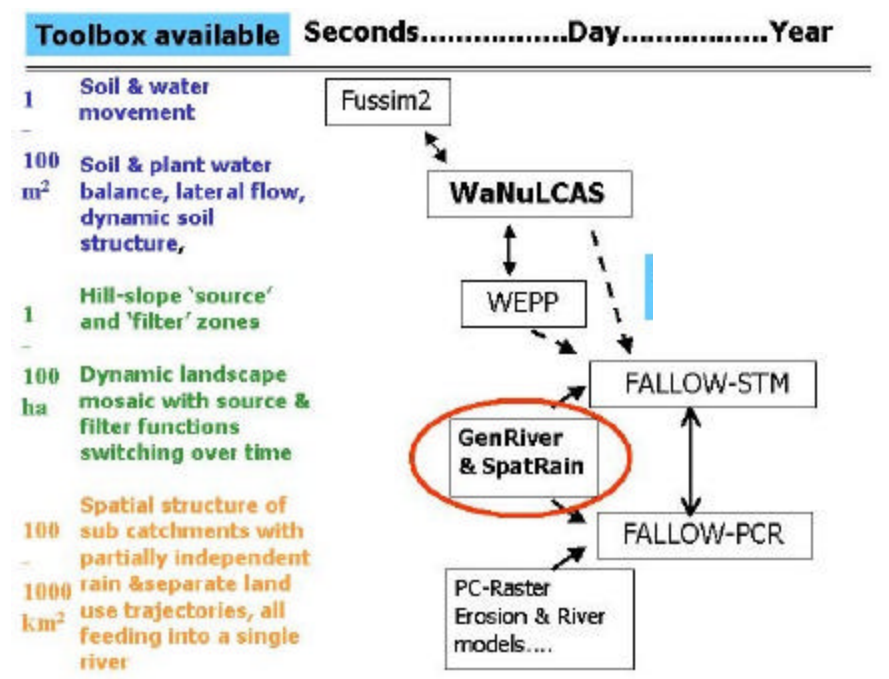 Toolbox available Seconds.................Day.................Year
1
-
100
m²
Soil & water
movement
Soil & plant water
balance, lateral flow,
dynamic soil
structure,
1
-
100
ha
Hill-slope 'source'
and 'filter' zones
Dynamic landscape
mosaic with source &
filter functions
switching over time
100
-
1000
km²
Spatial structure of
sub catchments with
partially independent
rain &separate land
use trajectories, all
feeding into a single
river
Fussim2
WaNuLCAS
WEPP
FALLOW-STM
GenRiver
& SpatRain
FALLOW-PCR
PC-Raster
Erosion & River
models....